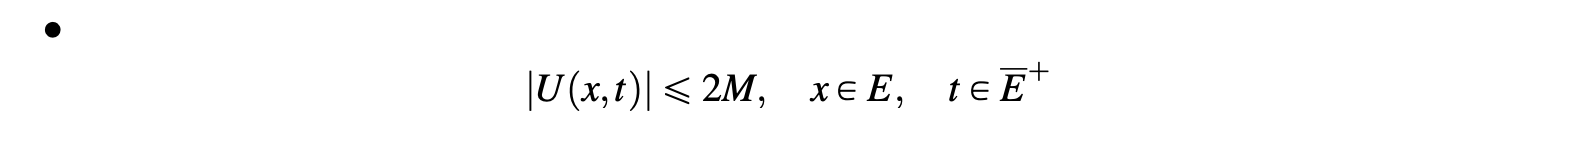 •
|U(x,t)| ⩽ 2M, x ∈ E, t ∈ E̅⁺